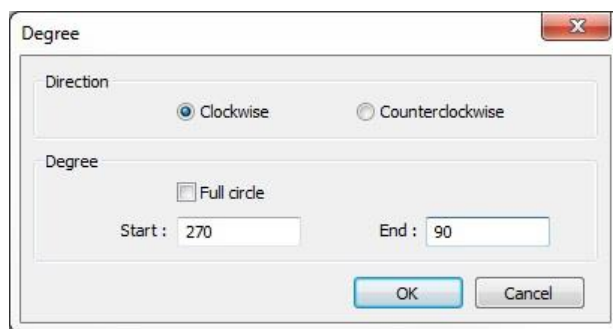 Degree
Direction
Clockwise Counterclockwise
Degree
Full circle
Start : 270 End : 90
OK Cancel